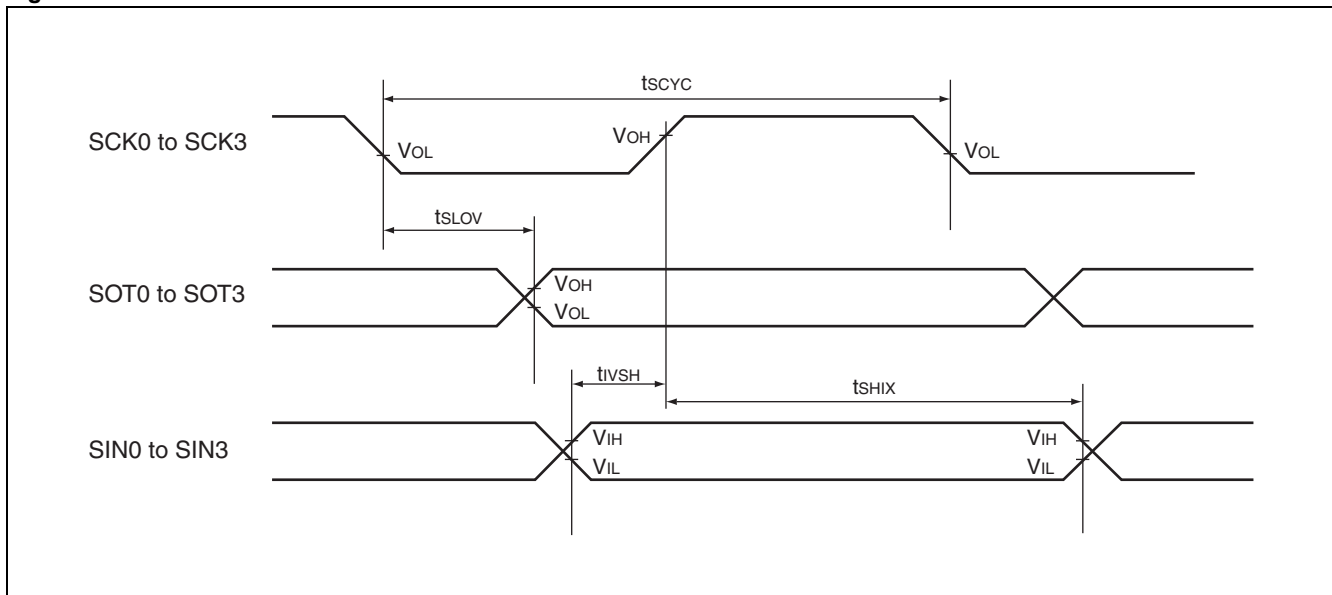 tSCYC
SCK0 to SCK3
VOL
VOH
VOL
tSLOV
SOT0 to SOT3
VOH
VOL
tIVSH
tSHIX
SIN0 to SIN3
VIH
VIH
VIL
VIL